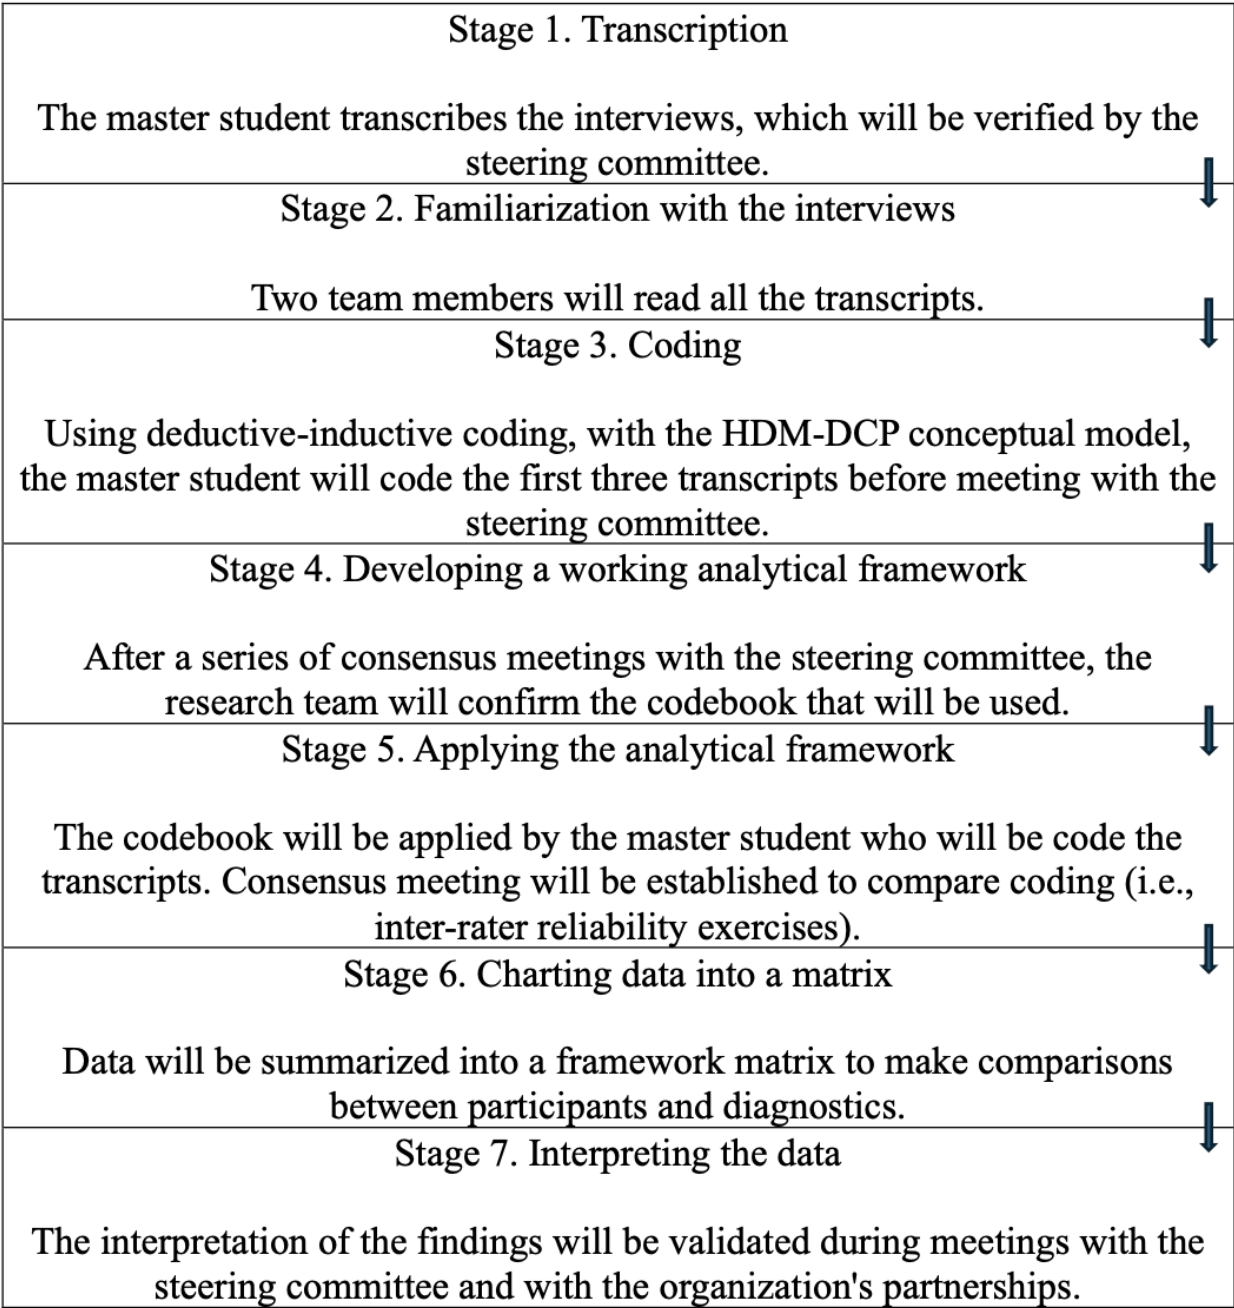 Stage 1. Transcription
The master student transcribes the interviews, which will be verified by the
steering committee.
Stage 2. Familiarization with the interviews
Two team members will read all the transcripts.
Stage 3. Coding
Using deductive-inductive coding, with the HDM-DCP conceptual model,
the master student will code the first three transcripts before meeting with the
steering committee.
Stage 4. Developing a working analytical framework
After a series of consensus meetings with the steering committee, the
research team will confirm the codebook that will be used.
Stage 5. Applying the analytical framework
The codebook will be applied by the master student who will be code the
transcripts. Consensus meeting will be established to compare coding (i.e.,
inter-rater reliability exercises).
Stage 6. Charting data into a matrix
Data will be summarized into a framework matrix to make comparisons
between participants and diagnostics.
Stage 7. Interpreting the data
The interpretation of the findings will be validated during meetings with the
steering committee and with the organization's partnerships.